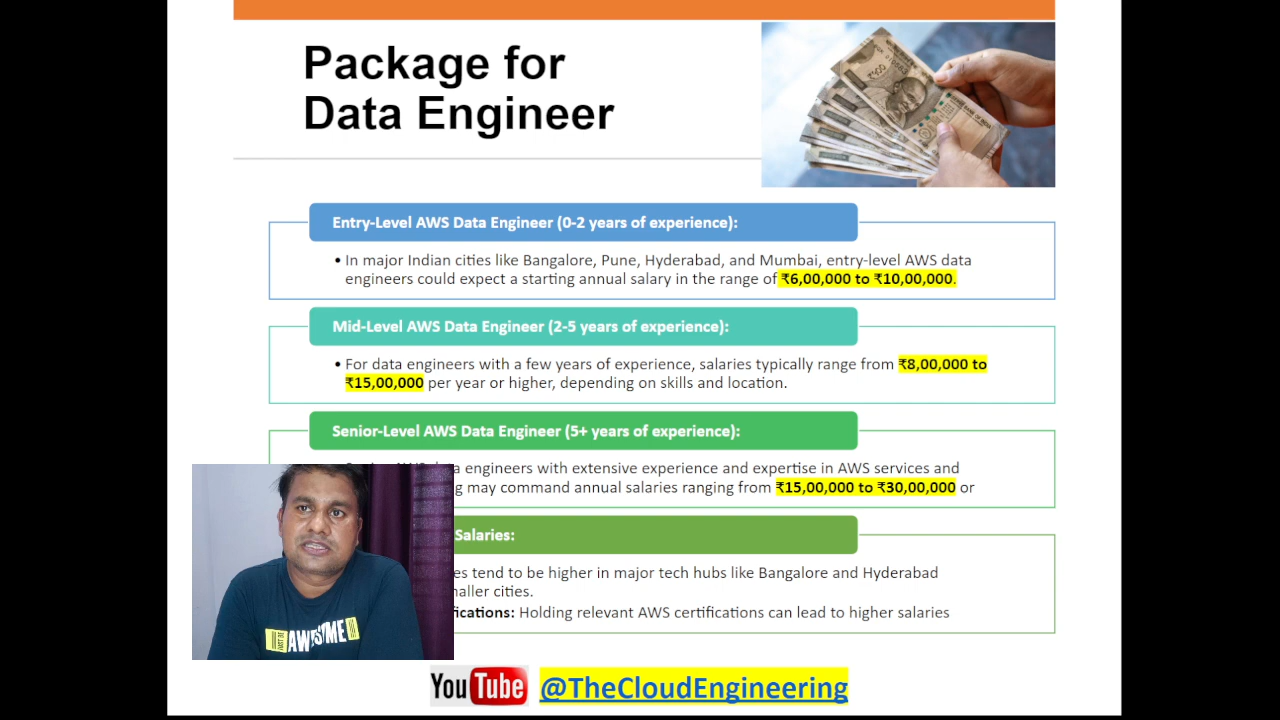 Package for
Data Engineer
Entry-Level AWS Data Engineer (0-2 years of experience):
• In major Indian cities like Bangalore, Pune, Hyderabad, and Mumbai, entry-level AWS data
engineers could expect a starting annual salary in the range of ₹6,00,000 to ₹10,00,000.
Mid-Level AWS Data Engineer (2-5 years of experience):
• For data engineers with a few years of experience, salaries typically range from ₹8,00,000 to
₹15,00,000 per year or higher, depending on skills and location.
Senior-Level AWS Data Engineer (5+ years of experience):
engineers with extensive experience and expertise in AWS services and
may command annual salaries ranging from ₹15,00,000 to ₹30,00,000 or
Salaries:
tend to be higher in major tech hubs like Bangalore and Hyderabad
cities.
Holding relevant AWS certifications can lead to higher salaries
AWESOME
YouTube @TheCloudEngineering